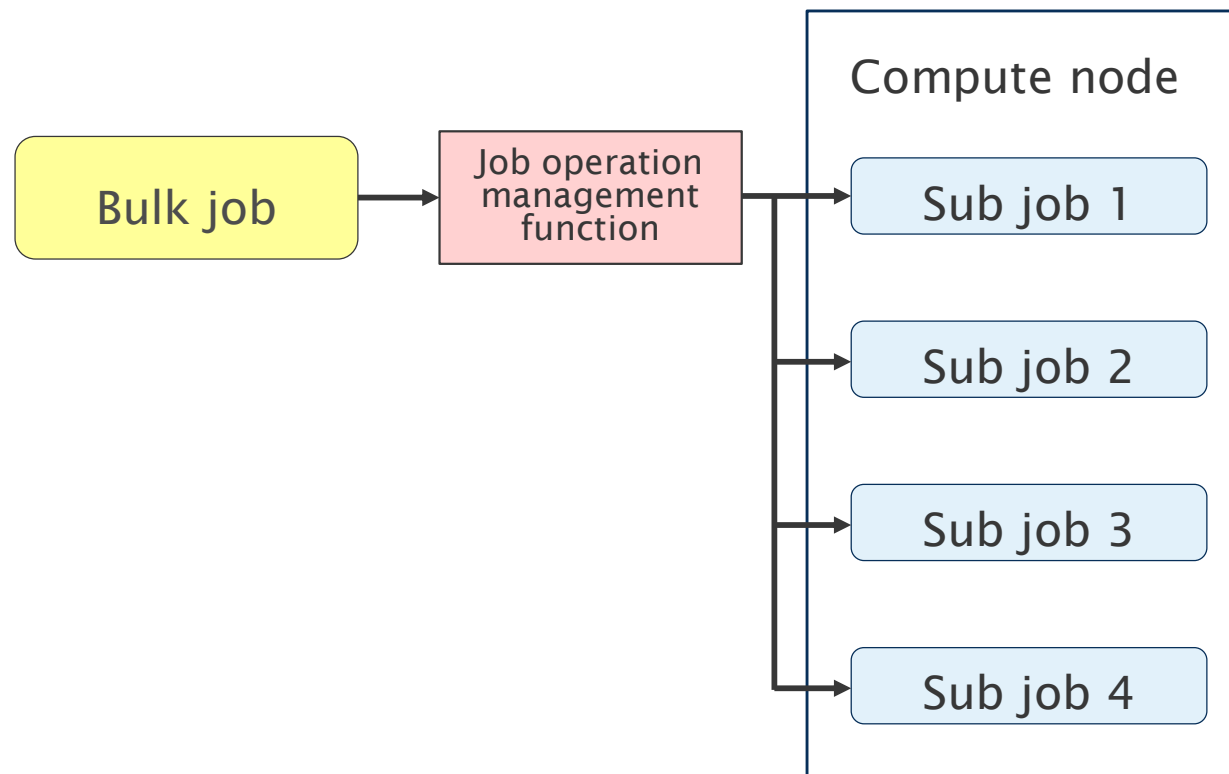 Compute node
Bulk job
Job operation
management
function
Sub job 1
Sub job 2
Sub job 3
Sub job 4